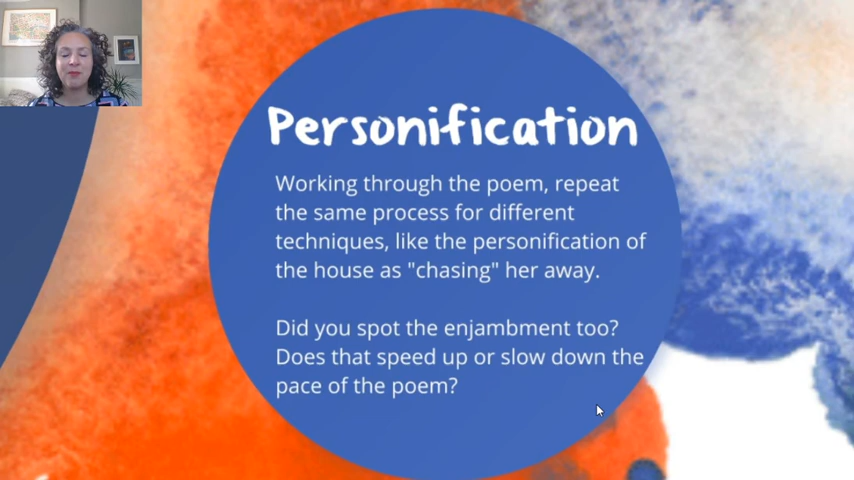 Personification
Working through the poem, repeat
the same process for different
techniques, like the personification of
the house as "chasing" her away.
Did you spot the enjambment too?
Does that speed up or slow down the
pace of the poem?